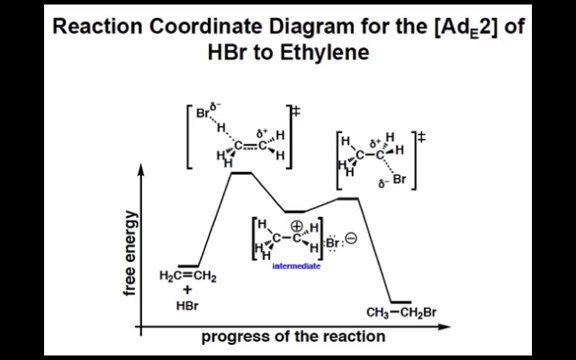 Reaction Coordinate Diagram for the [AdE2] of
HBr to Ethylene
Br δ- ‡
H
δ+ H
C=C
H H
H
H δ+ H ‡
C–C H
H
H δ- Br
free energy
H ⊕ H
C–C :Br: ⊖
H H
H
intermediate
H2C=CH2
+
HBr
CH3–CH2Br
progress of the reaction